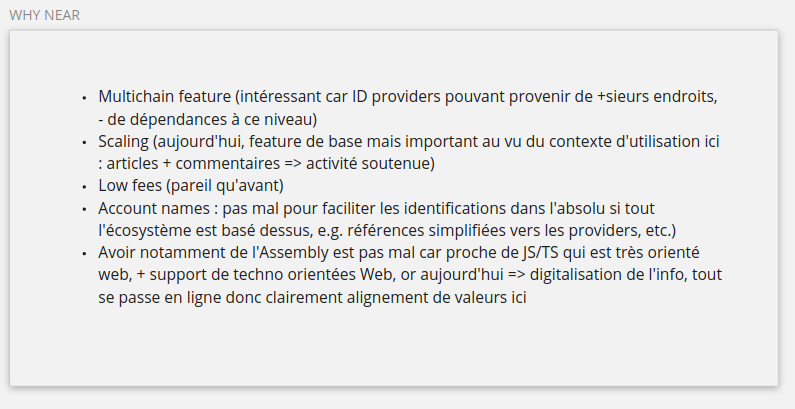 WHY NEAR
• Multichain feature (intéressant car ID providers pouvant provenir de +sieurs endroits,
- de dépendances à ce niveau)
• Scaling (aujourd'hui, feature de base mais important au vu du contexte d'utilisation ici
: articles + commentaires => activité soutenue)
• Low fees (pareil qu'avant)
• Account names : pas mal pour faciliter les identifications dans l'absolu si tout
l'écosystème est basé dessus, e.g. références simplifiées vers les providers, etc.)
• Avoir notamment de l'Assembly est pas mal car proche de JS/TS qui est très orienté
web, + support de techno orientées Web, or aujourd'hui => digitalisation de l'info, tout
se passe en ligne donc clairement alignement de valeurs ici